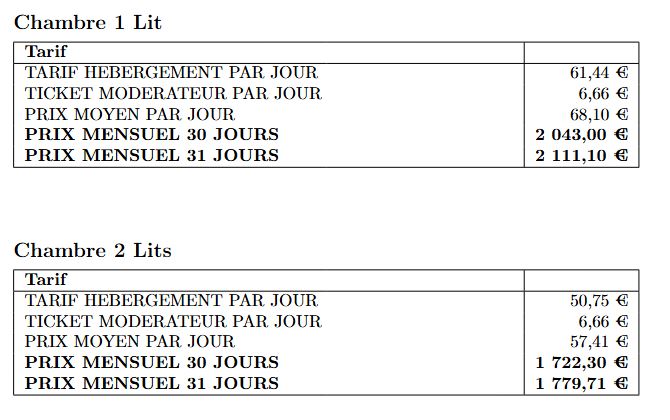 Chambre 1 Lit
Tarif
TARIF HEBERGEMENT PAR JOUR 61,44 €
TICKET MODERATEUR PAR JOUR 6,66 €
PRIX MOYEN PAR JOUR 68,10 €
PRIX MENSUEL 30 JOURS 2 043,00 €
PRIX MENSUEL 31 JOURS 2 111,10 €
Chambre 2 Lits
Tarif
TARIF HEBERGEMENT PAR JOUR 50,75 €
TICKET MODERATEUR PAR JOUR 6,66 €
PRIX MOYEN PAR JOUR 57,41 €
PRIX MENSUEL 30 JOURS 1 722,30 €
PRIX MENSUEL 31 JOURS 1 779,71 €